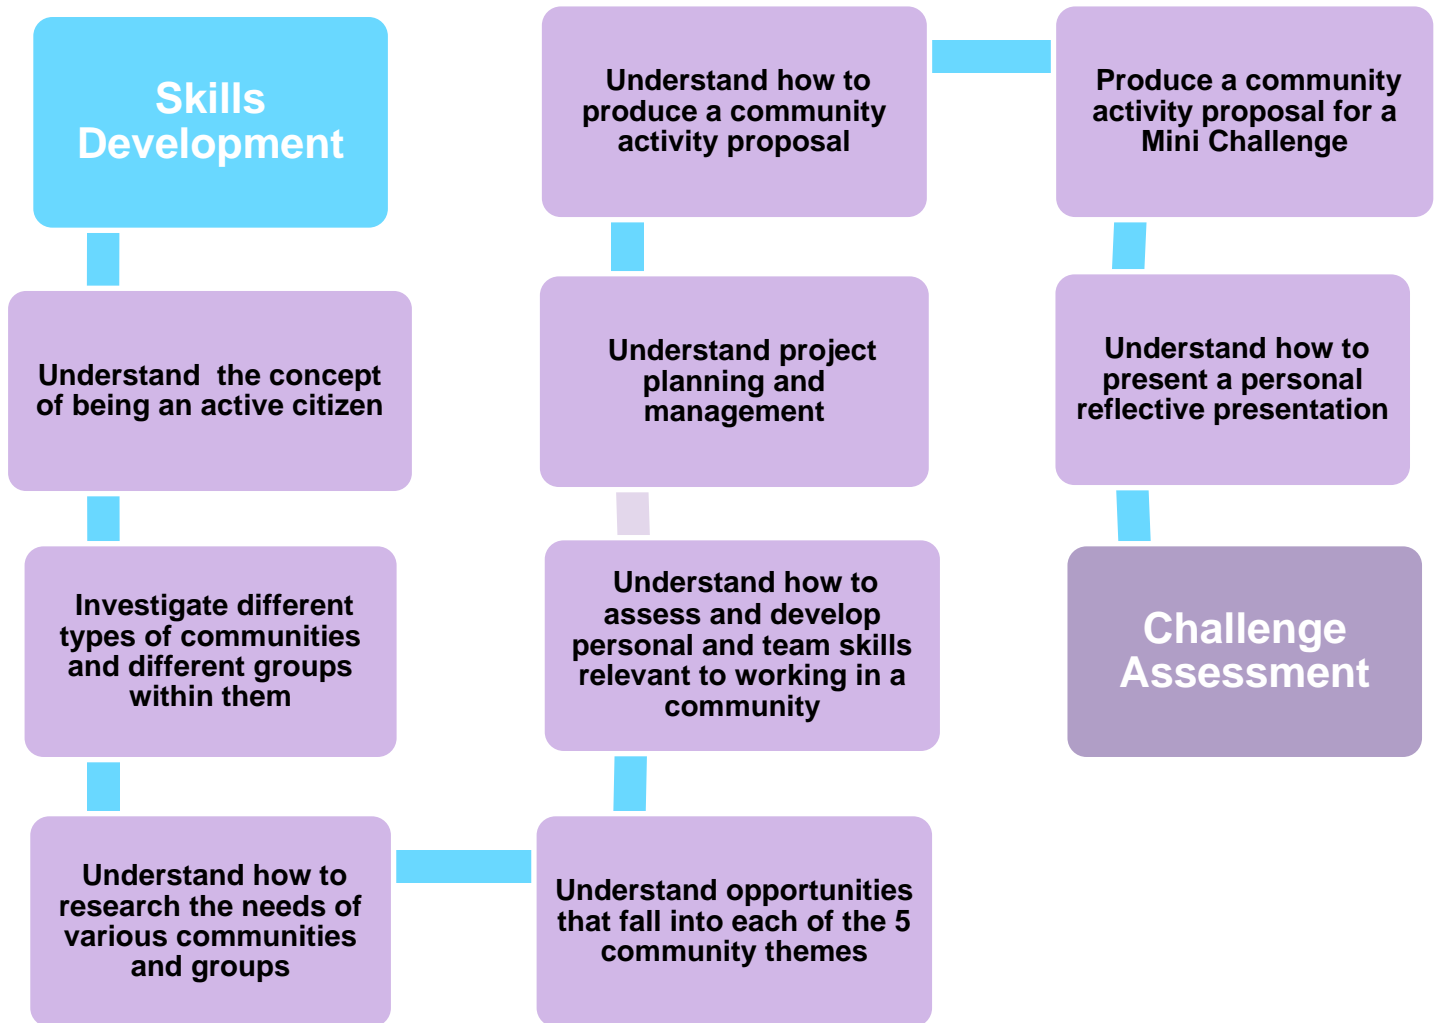 Skills
Development
Understand  the concept
of being an active citizen
Investigate different
types of communities
and different groups
within them
Understand how to
research the needs of
various communities
and groups
Understand opportunities
that fall into each of the 5
community themes
Understand how to
assess and develop
personal and team skills
relevant to working in a
community
Understand project
planning and
management
Understand how to
produce a community
activity proposal
Produce a community
activity proposal for a
Mini Challenge
Understand how to
present a personal
reflective presentation
Challenge
Assessment